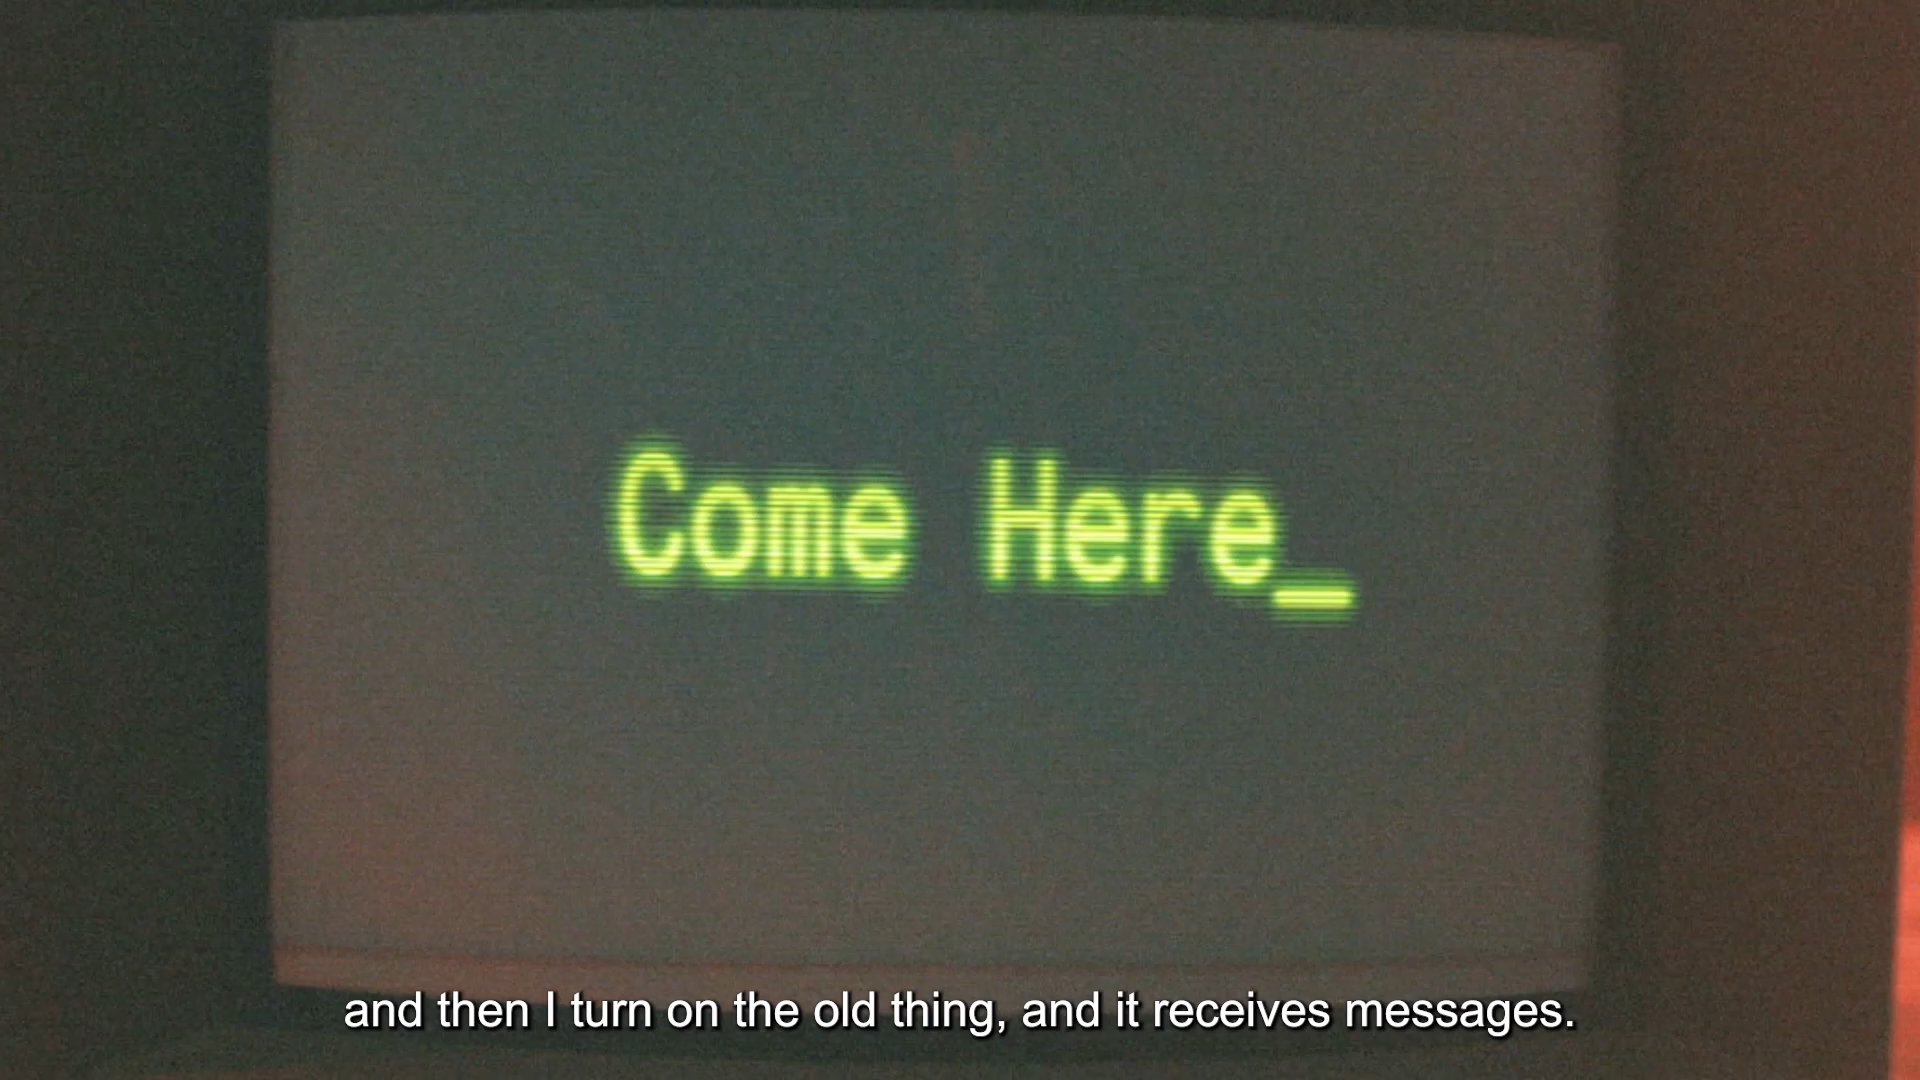 Come Here_
and then I turn on the old thing, and it receives messages.